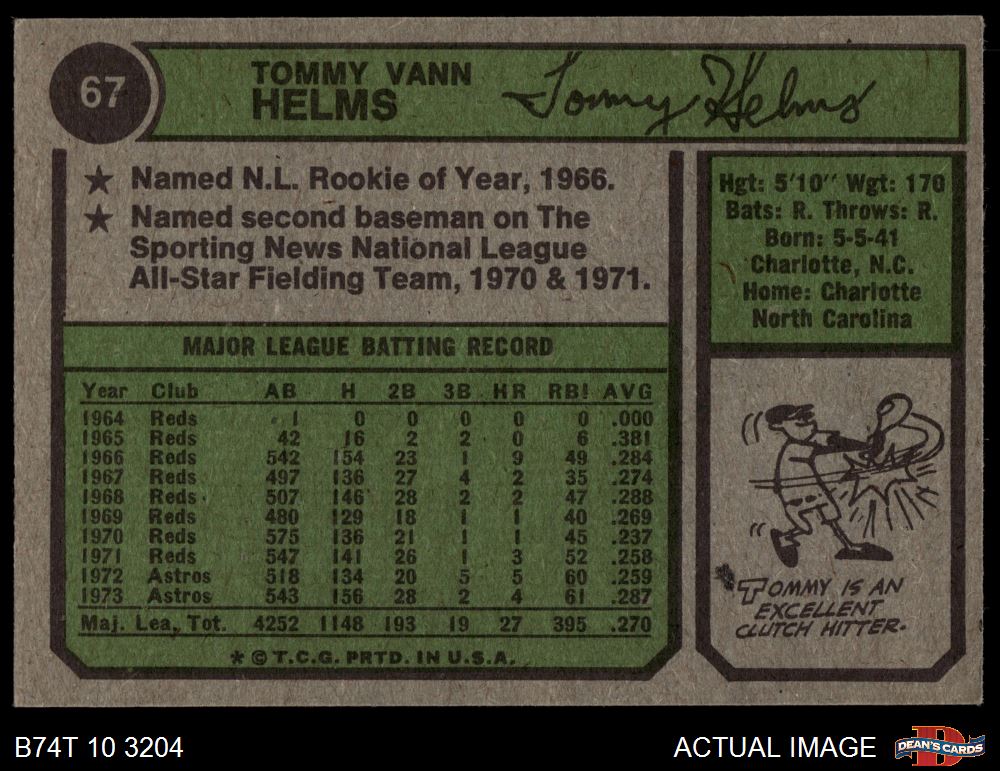 67
TOMMY VANN
HELMS
Tommy Helms
★ Named N.L. Rookie of Year, 1966.
★ Named second baseman on The
Sporting News National League
All-Star Fielding Team, 1970 & 1971.
Hgt: 5'10'' Wgt: 170
Bats: R. Throws: R.
Born: 5-5-41
Charlotte, N.C.
Home: Charlotte
North Carolina
MAJOR LEAGUE BATTING RECORD
Year Club AB H 2B 3B HR RBI AVG
1964 Reds 1 0 0 0 0 0 .000
1965 Reds 42 16 2 2 0 6 .381
1966 Reds 542 154 23 1 9 49 .284
1967 Reds 497 136 27 4 2 35 .274
1968 Reds 507 146 28 2 2 47 .288
1969 Reds 480 129 18 1 1 40 .269
1970 Reds 575 136 21 1 1 45 .237
1971 Reds 547 141 26 1 3 52 .258
1972 Astros 518 134 20 5 5 60 .259
1973 Astros 543 156 28 2 4 61 .287
Maj. Lea. Tot. 4252 1148 193 19 27 395 .270
* © T.C.G. PRTD. IN U.S.A.
TOMMY IS AN
EXCELLENT
CLUTCH HITTER.
B74T 10 3204
ACTUAL IMAGE
D
DEAN'S CARDS